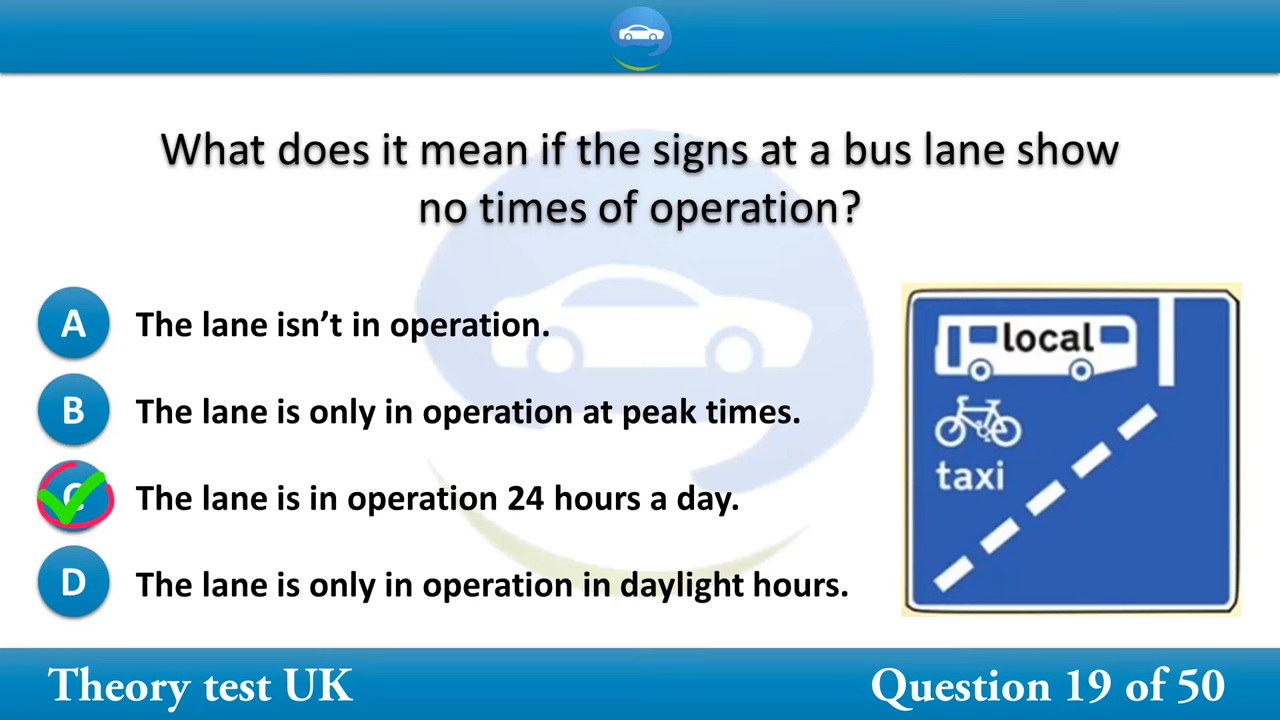 What does it mean if the signs at a bus lane show
no times of operation?
A The lane isn't in operation.
B The lane is only in operation at peak times.
C The lane is in operation 24 hours a day.
D The lane is only in operation in daylight hours.
local
taxi
Theory test UK
Question 19 of 50